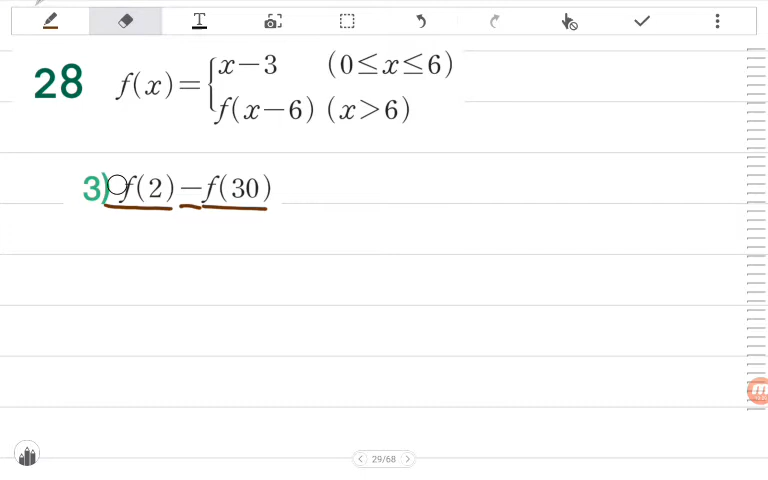 T
28 f(x)={x-3 (0≤x≤6)
f(x-6) (x>6)
3) f(2)-f(30)
29/68